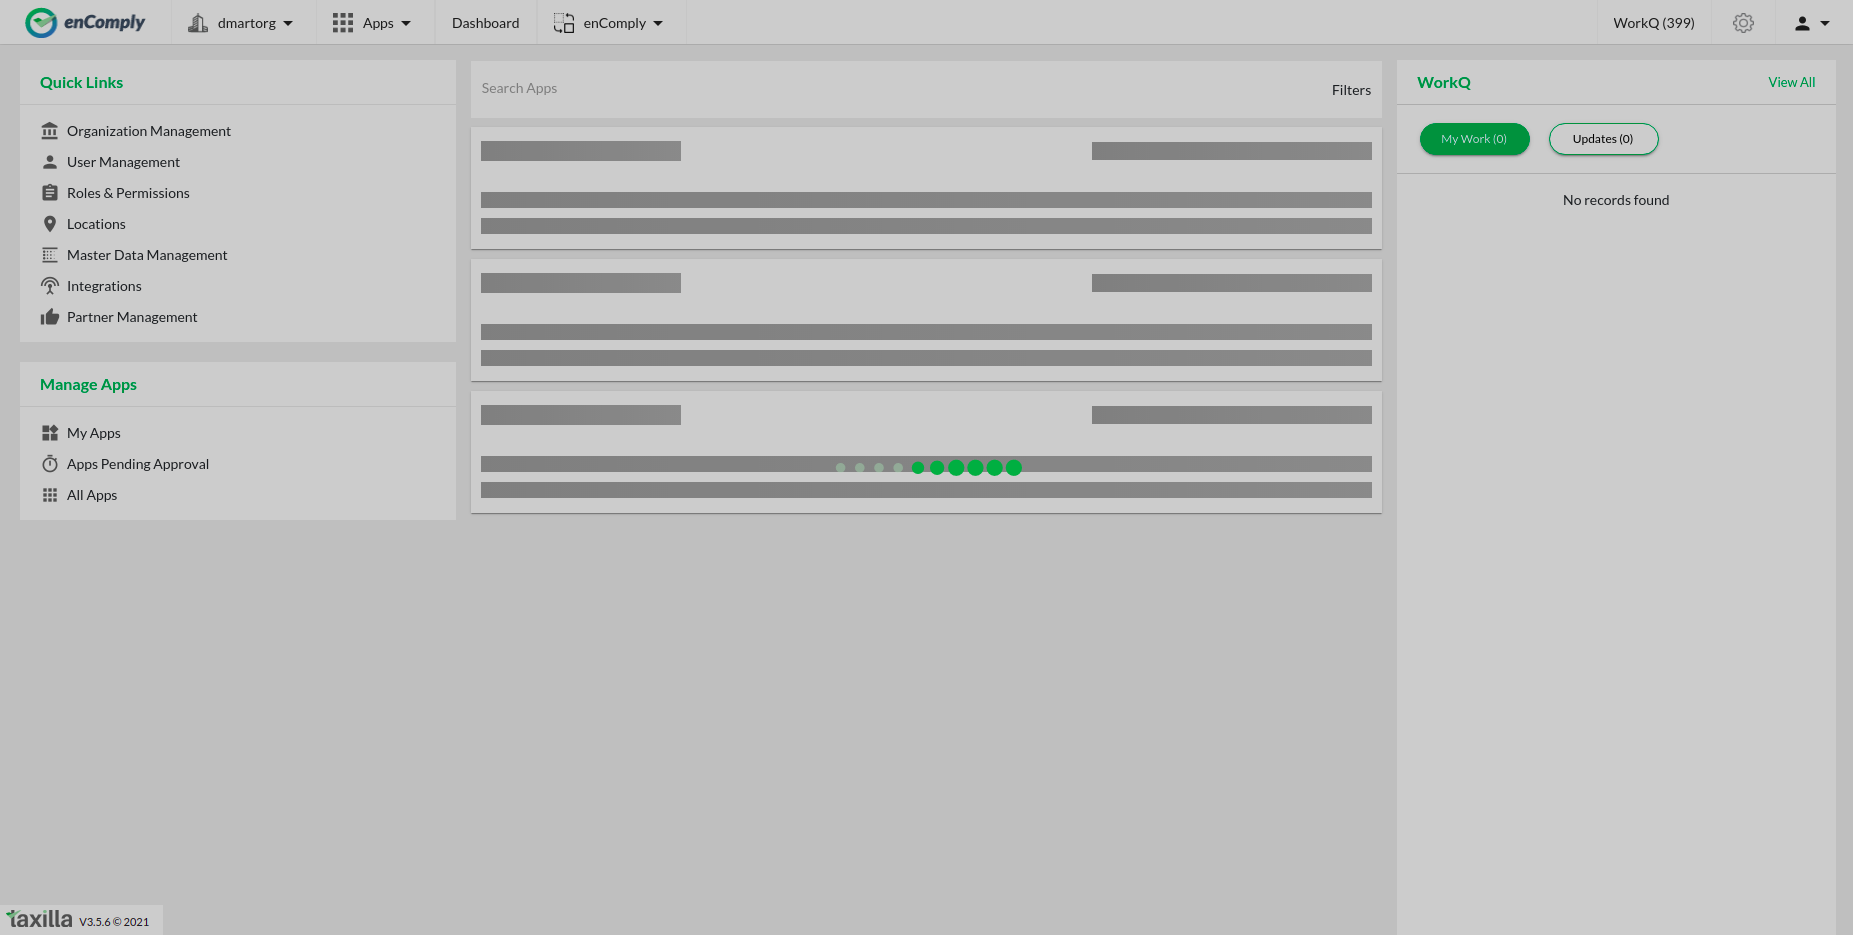 enComply
dmartorg
Apps
Dashboard
enComply
WorkQ (399)
Quick Links
Organization Management
User Management
Roles & Permissions
Locations
Master Data Management
Integrations
Partner Management
Manage Apps
My Apps
Apps Pending Approval
All Apps
Search Apps
Filters
WorkQ
View All
My Work (0)
Updates (0)
No records found
taxilla V3.5.6 © 2021